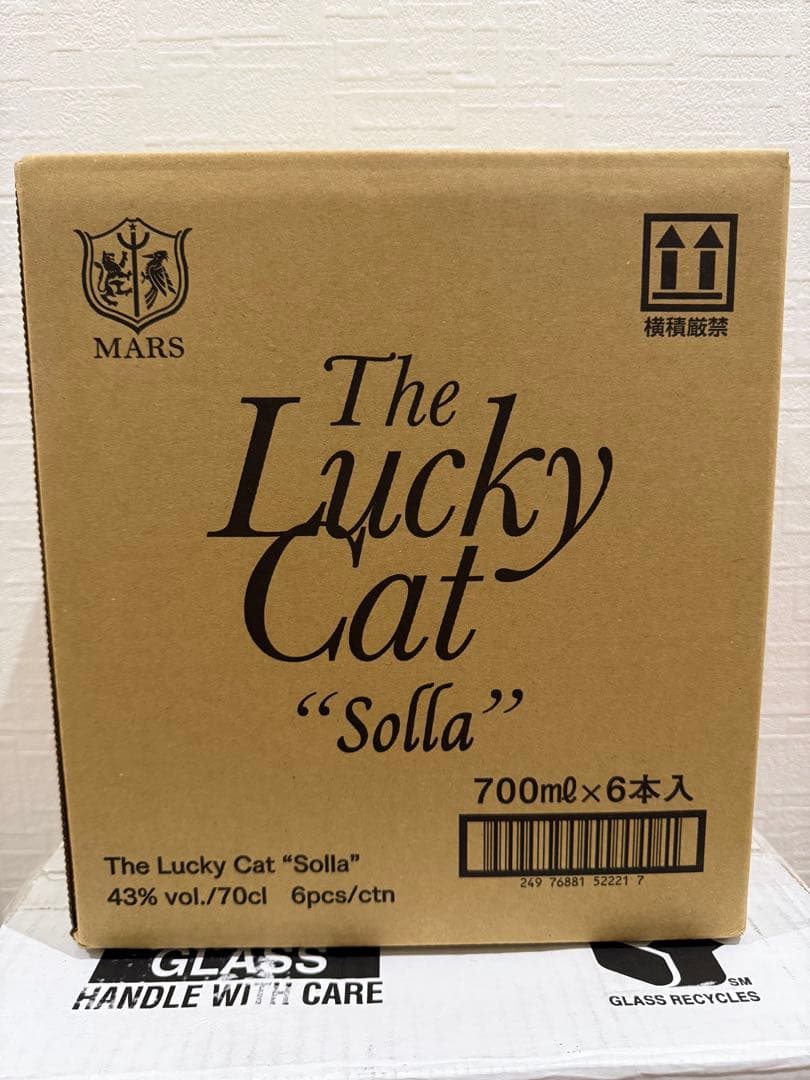 MARS
横積厳禁
The
Lucky
Cat
“Solla”
700mℓ×6本入
249 76881 52221 7
The Lucky Cat “Solla”
43% vol./70cl 6pcs/ctn
GLASS
HANDLE WITH CARE
SM
GLASS RECYCLES